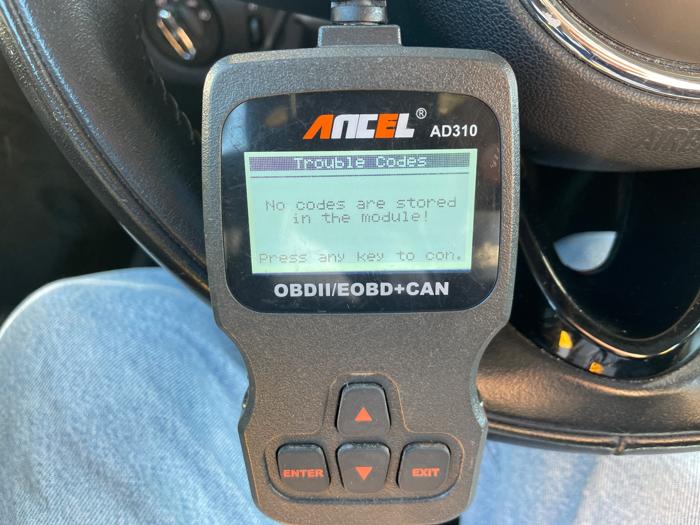 ANCEL® AD310
Trouble Codes
No codes are stored
in the module!
Press any key to con.
OBDII/EOBD+CAN
ENTER EXIT